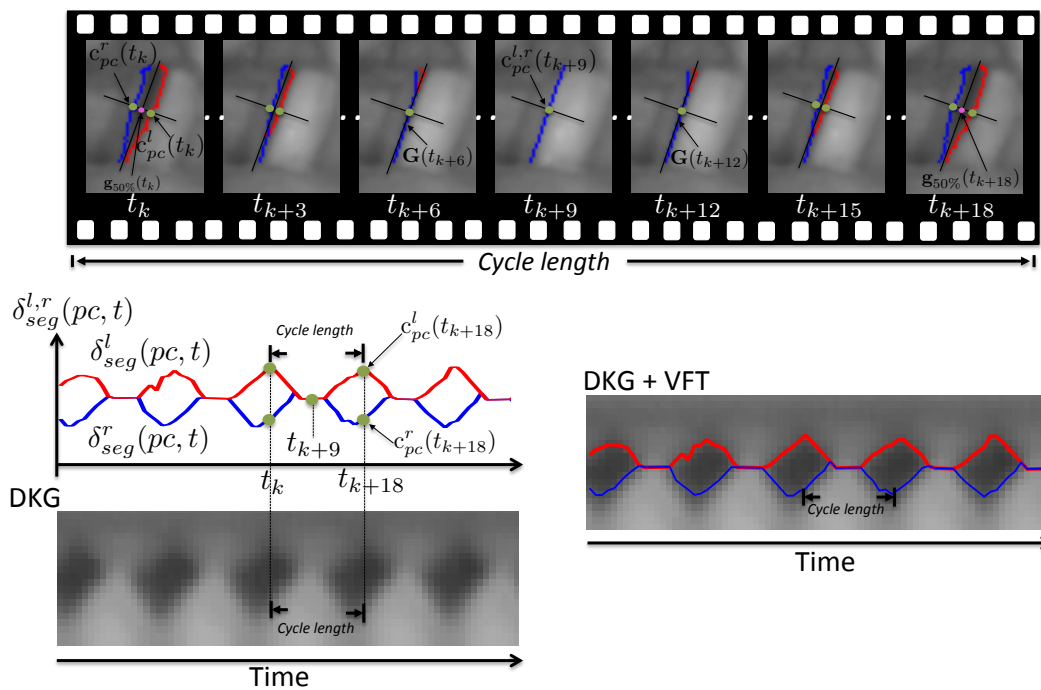 c^r_{pc}(t_k)
c^l_{pc}(t_k)
g_{50%}(t_k)
G(t_{k+6})
c^{l,r}_{pc}(t_{k+9})
G(t_{k+12})
g_{50%}(t_{k+18})
t_k t_{k+3} t_{k+6} t_{k+9} t_{k+12} t_{k+15} t_{k+18}
Cycle length
δ^{l,r}_{seg}(pc, t)
δ^l_{seg}(pc, t)
Cycle length
c^l_{pc}(t_{k+18})
δ^r_{seg}(pc, t)
t_{k+9}
c^r_{pc}(t_{k+18})
t_k t_{k+18}
DKG
Cycle length
Time
DKG + VFT
Cycle length
Time